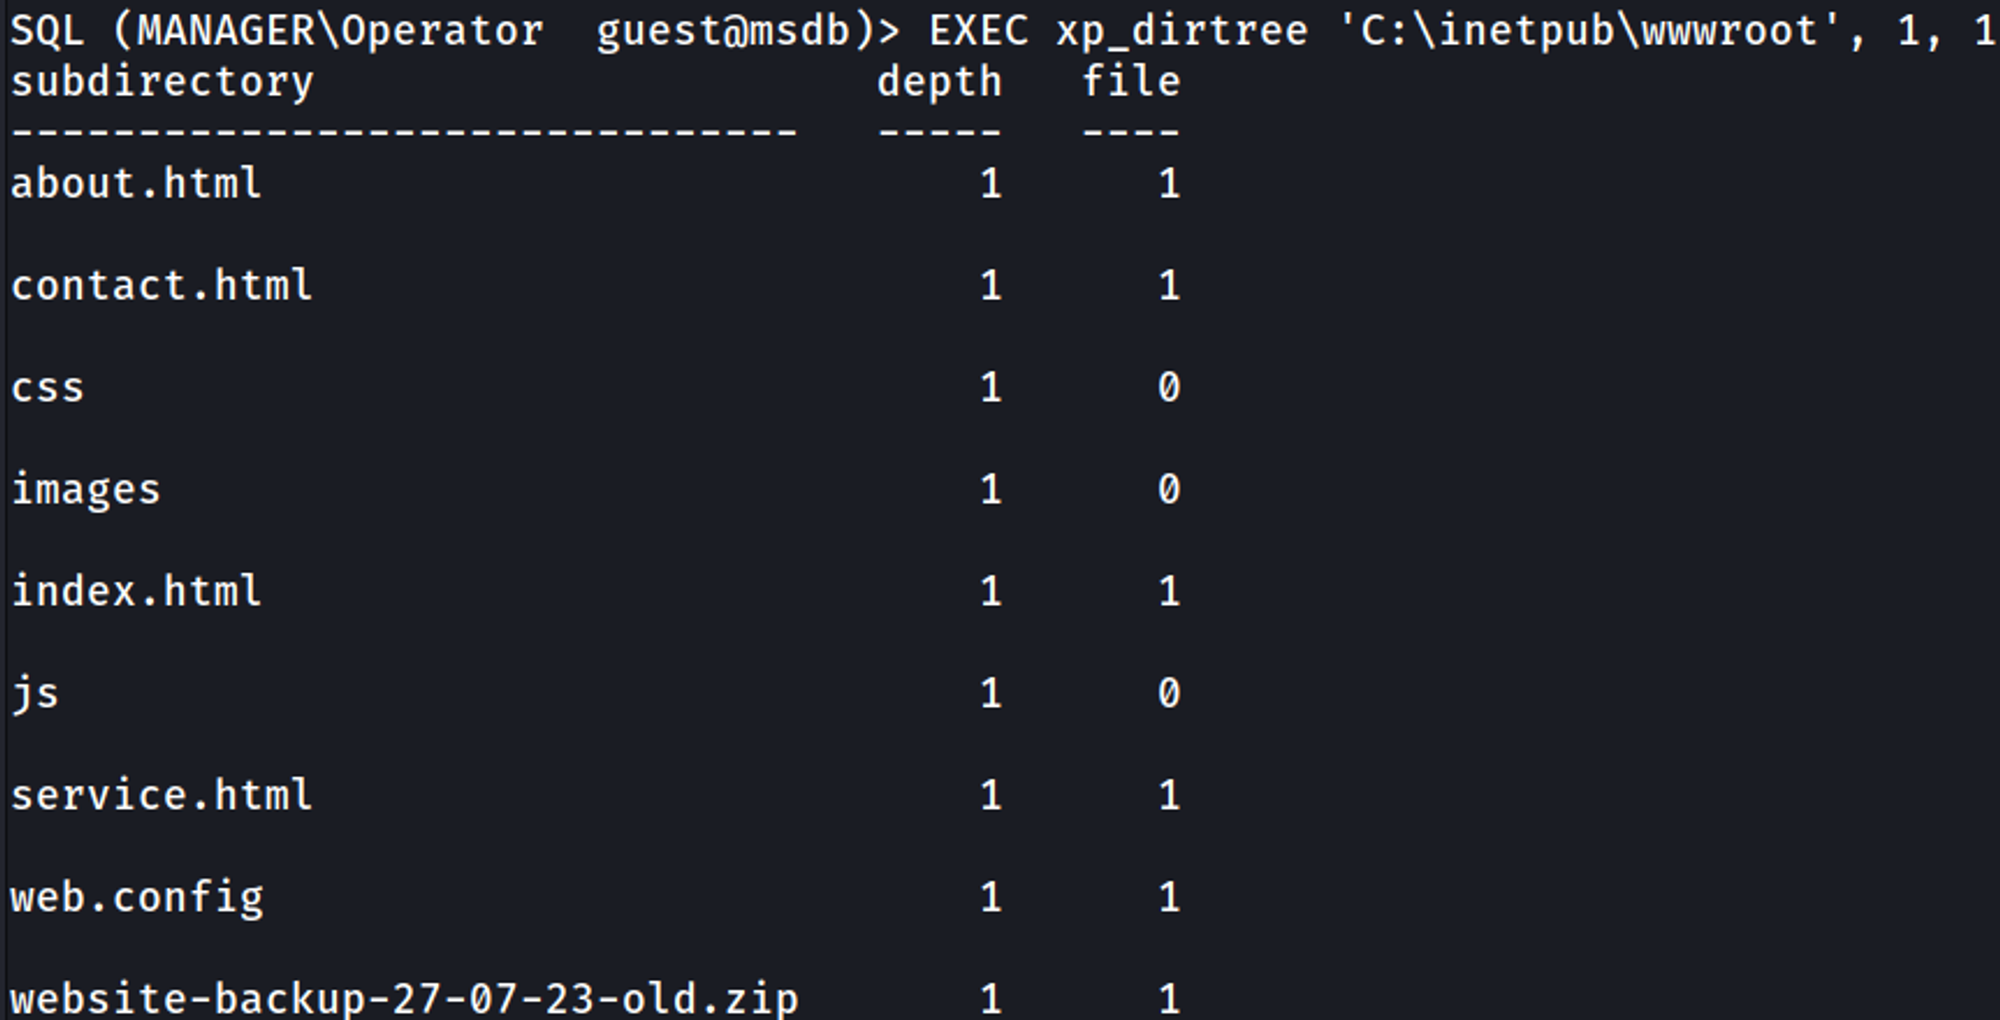 SQL (MANAGER\Operator  guest@msdb)> EXEC xp_dirtree 'C:\inetpub\wwwroot', 1, 1
subdirectory                      depth   file
-------------------------------   -----   ----
about.html                            1      1
contact.html                          1      1
css                                   1      0
images                                1      0
index.html                            1      1
js                                    1      0
service.html                          1      1
web.config                            1      1
website-backup-27-07-23-old.zip       1      1